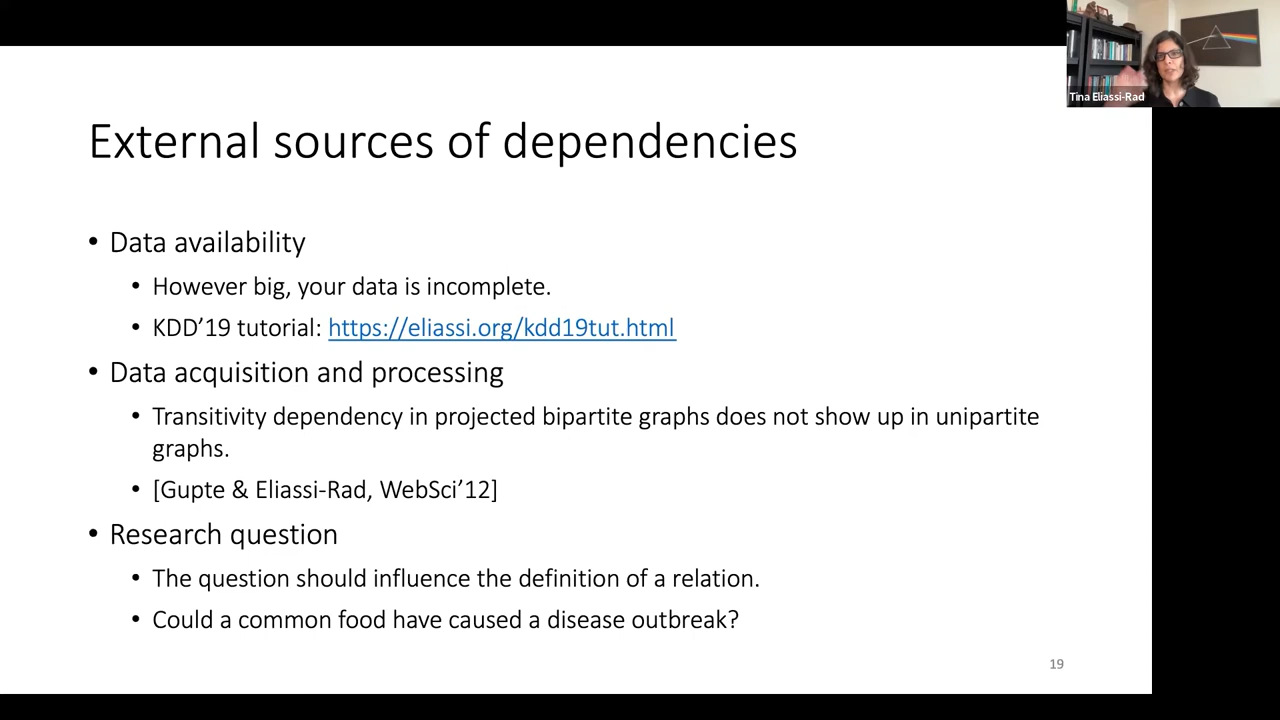 Tina Eliassi-Rad
External sources of dependencies
• Data availability
• However big, your data is incomplete.
• KDD’19 tutorial: https://eliassi.org/kdd19tut.html
• Data acquisition and processing
• Transitivity dependency in projected bipartite graphs does not show up in unipartite
graphs.
• [Gupte & Eliassi-Rad, WebSci’12]
• Research question
• The question should influence the definition of a relation.
• Could a common food have caused a disease outbreak?
19